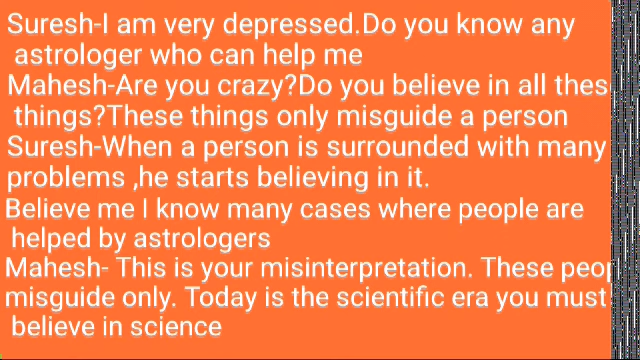 Suresh-I am very depressed.Do you know any
astrologer who can help me
Mahesh-Are you crazy?Do you believe in all thes
things?These things only misguide a person
Suresh-When a person is surrounded with many
problems ,he starts believing in it.
Believe me I know many cases where people are
helped by astrologers
Mahesh- This is your misinterpretation. These peop
misguide only. Today is the scientific era you must
believe in science